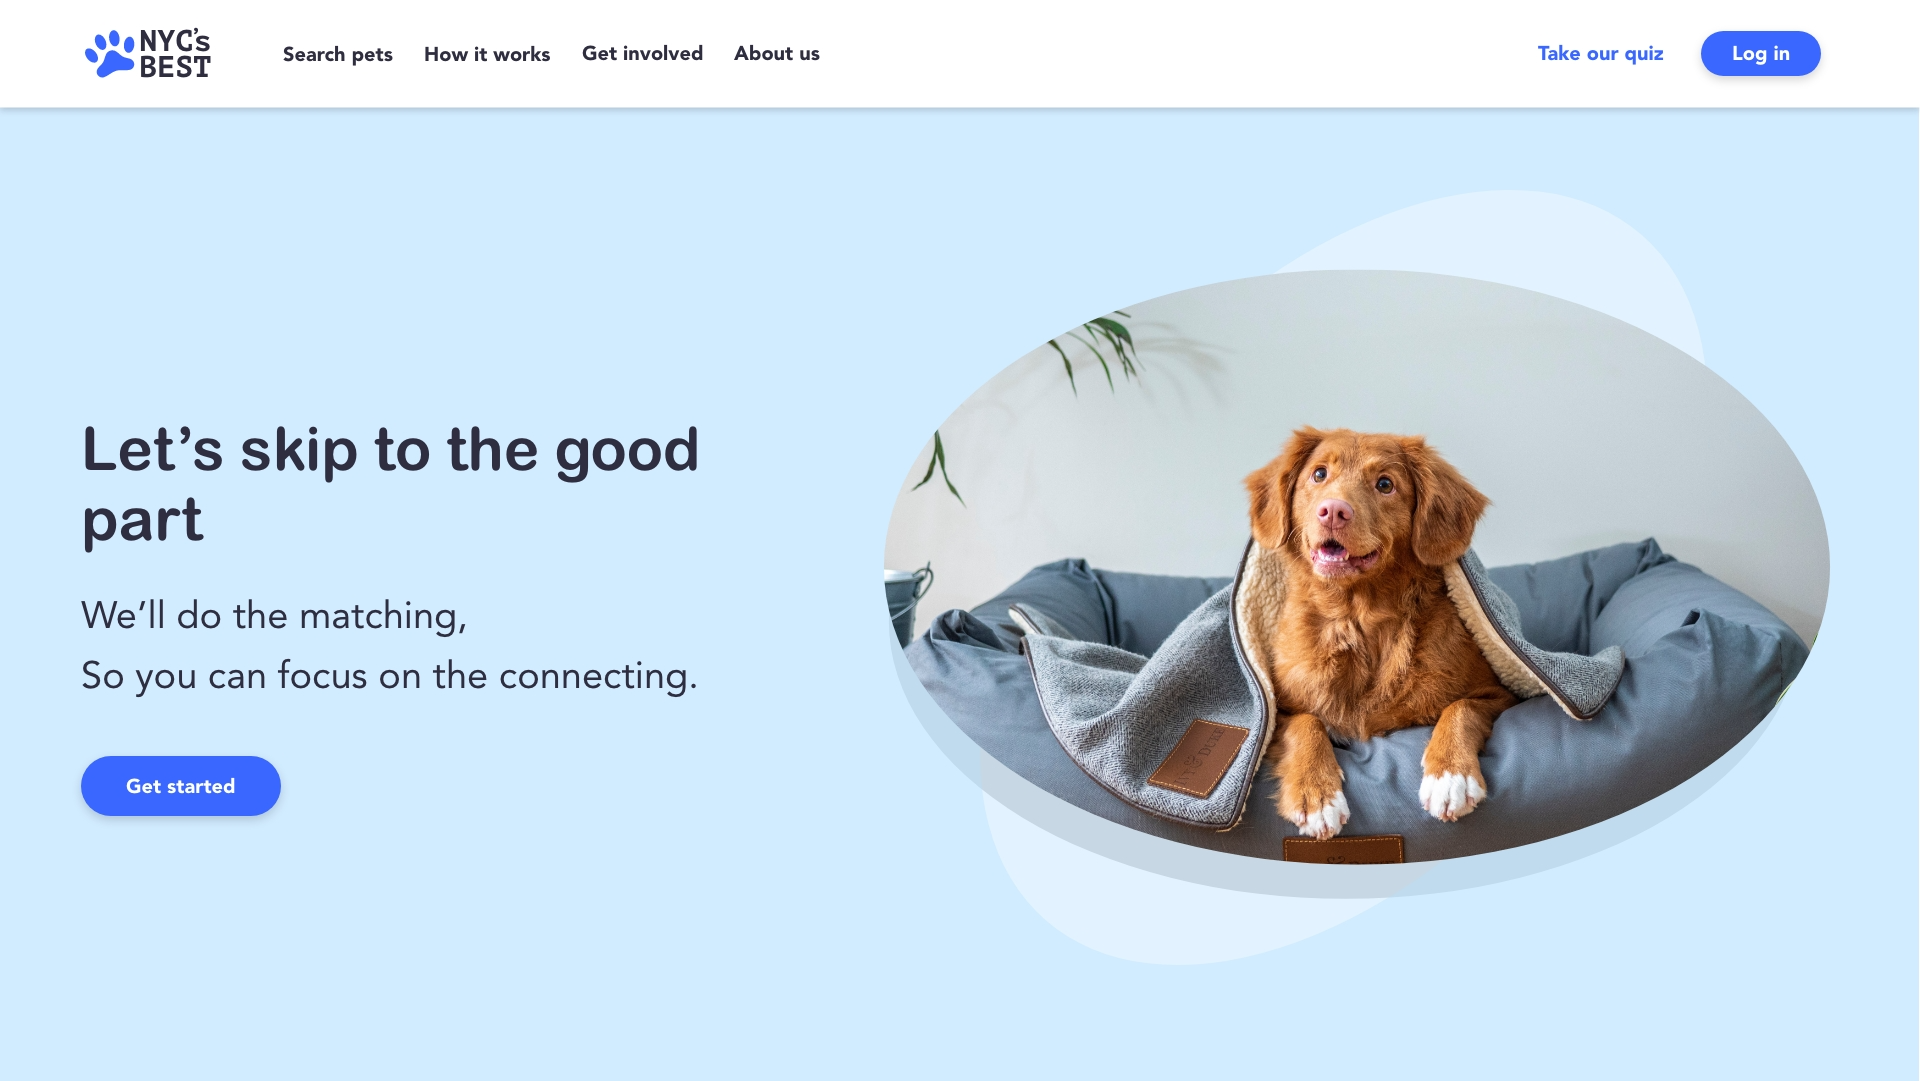 NYC's
BEST
Search pets
How it works
Get involved
About us
Take our quiz
Log in
Let’s skip to the good
part
We’ll do the matching,
So you can focus on the connecting.
Get started
& DUKE